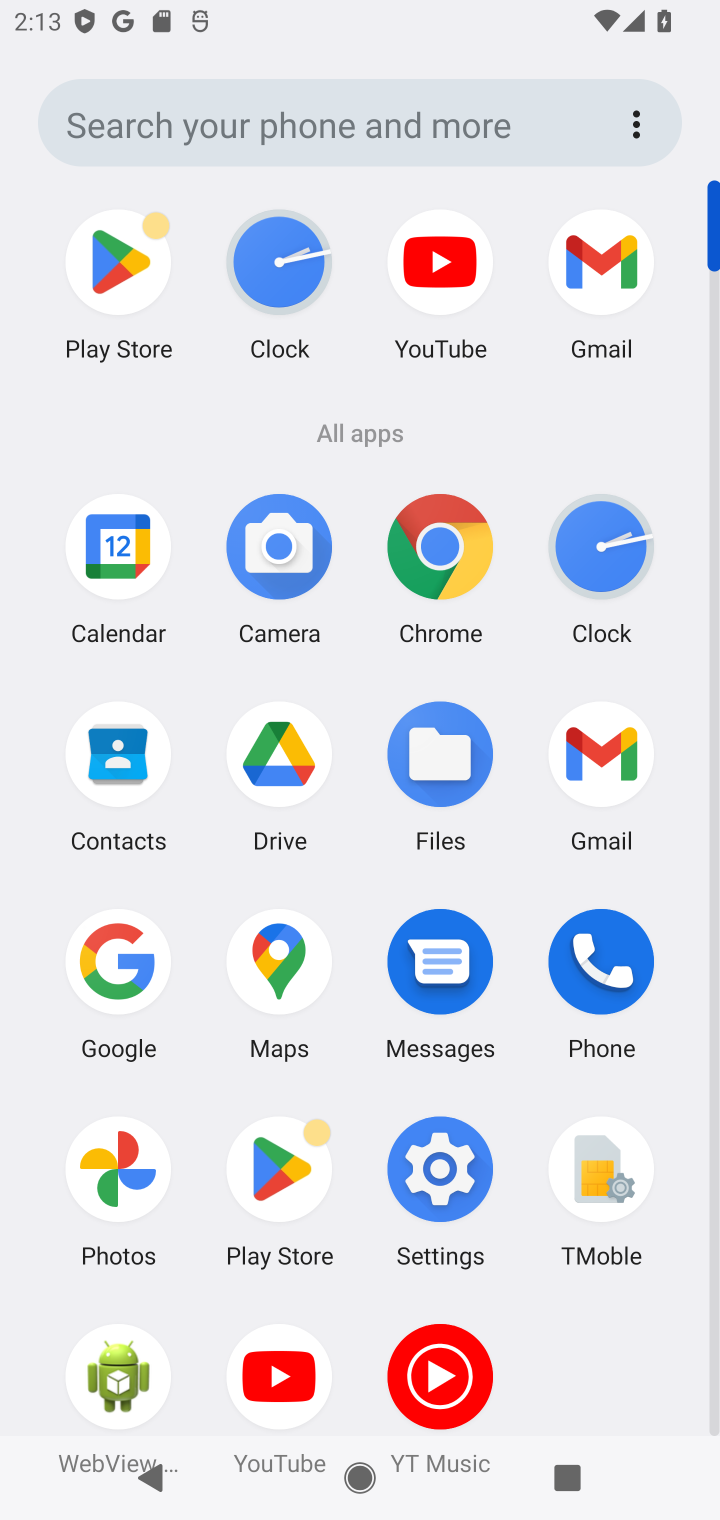 2:13
Search your phone and more
Play Store Clock YouTube Gmail
All apps
12
Calendar Camera Chrome Clock
Contacts Drive Files Gmail
Google Maps Messages Phone
Photos Play Store Settings TMoble
WebView... YouTube YT Music